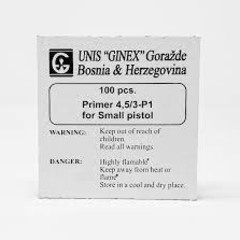 UNIS "GINEX" Goražde
Bosnia & Herzegovina
100 pcs.
Primer 4,5/3-P1
for Small pistol
WARNING: Keep out of reach of
children.
Read all warnings.
DANGER: Highly flamable
Keep away from heat or
flame
Store in a cool and dry place.